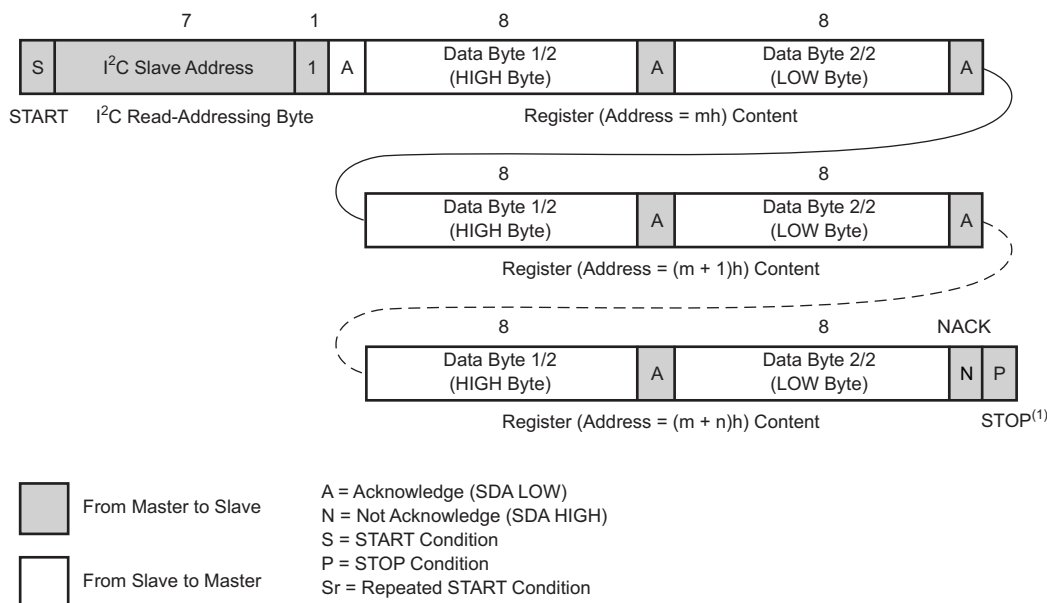 7 1 8 8
S I²C Slave Address 1 A Data Byte 1/2 (HIGH Byte) A Data Byte 2/2 (LOW Byte) A
START I²C Read-Addressing Byte Register (Address = mh) Content
8 8
Data Byte 1/2 (HIGH Byte) A Data Byte 2/2 (LOW Byte) A
Register (Address = (m + 1)h) Content
8 8 NACK
Data Byte 1/2 (HIGH Byte) A Data Byte 2/2 (LOW Byte) N P
Register (Address = (m + n)h) Content STOP⁽¹⁾
From Master to Slave
From Slave to Master
A = Acknowledge (SDA LOW)
N = Not Acknowledge (SDA HIGH)
S = START Condition
P = STOP Condition
Sr = Repeated START Condition